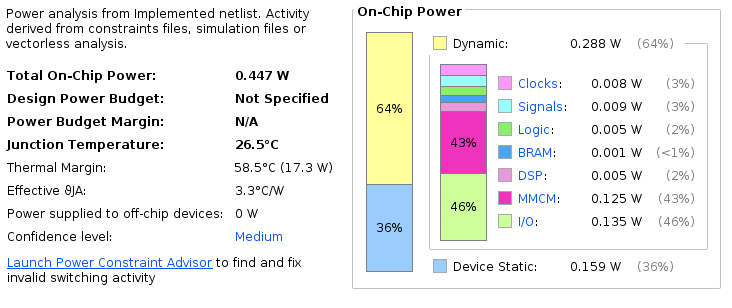 Power analysis from Implemented netlist. Activity
derived from constraints files, simulation files or
vectorless analysis.
Total On-Chip Power: 0.447 W
Design Power Budget: Not Specified
Power Budget Margin: N/A
Junction Temperature: 26.5°C
Thermal Margin: 58.5°C (17.3 W)
Effective ϑJA: 3.3°C/W
Power supplied to off-chip devices: 0 W
Confidence level: Medium
Launch Power Constraint Advisor to find and fix
invalid switching activity
On-Chip Power
64%
36%
Dynamic: 0.288 W (64%)
43%
46%
Clocks: 0.008 W (3%)
Signals: 0.009 W (3%)
Logic: 0.005 W (2%)
BRAM: 0.001 W (<1%)
DSP: 0.005 W (2%)
MMCM: 0.125 W (43%)
I/O: 0.135 W (46%)
Device Static: 0.159 W (36%)